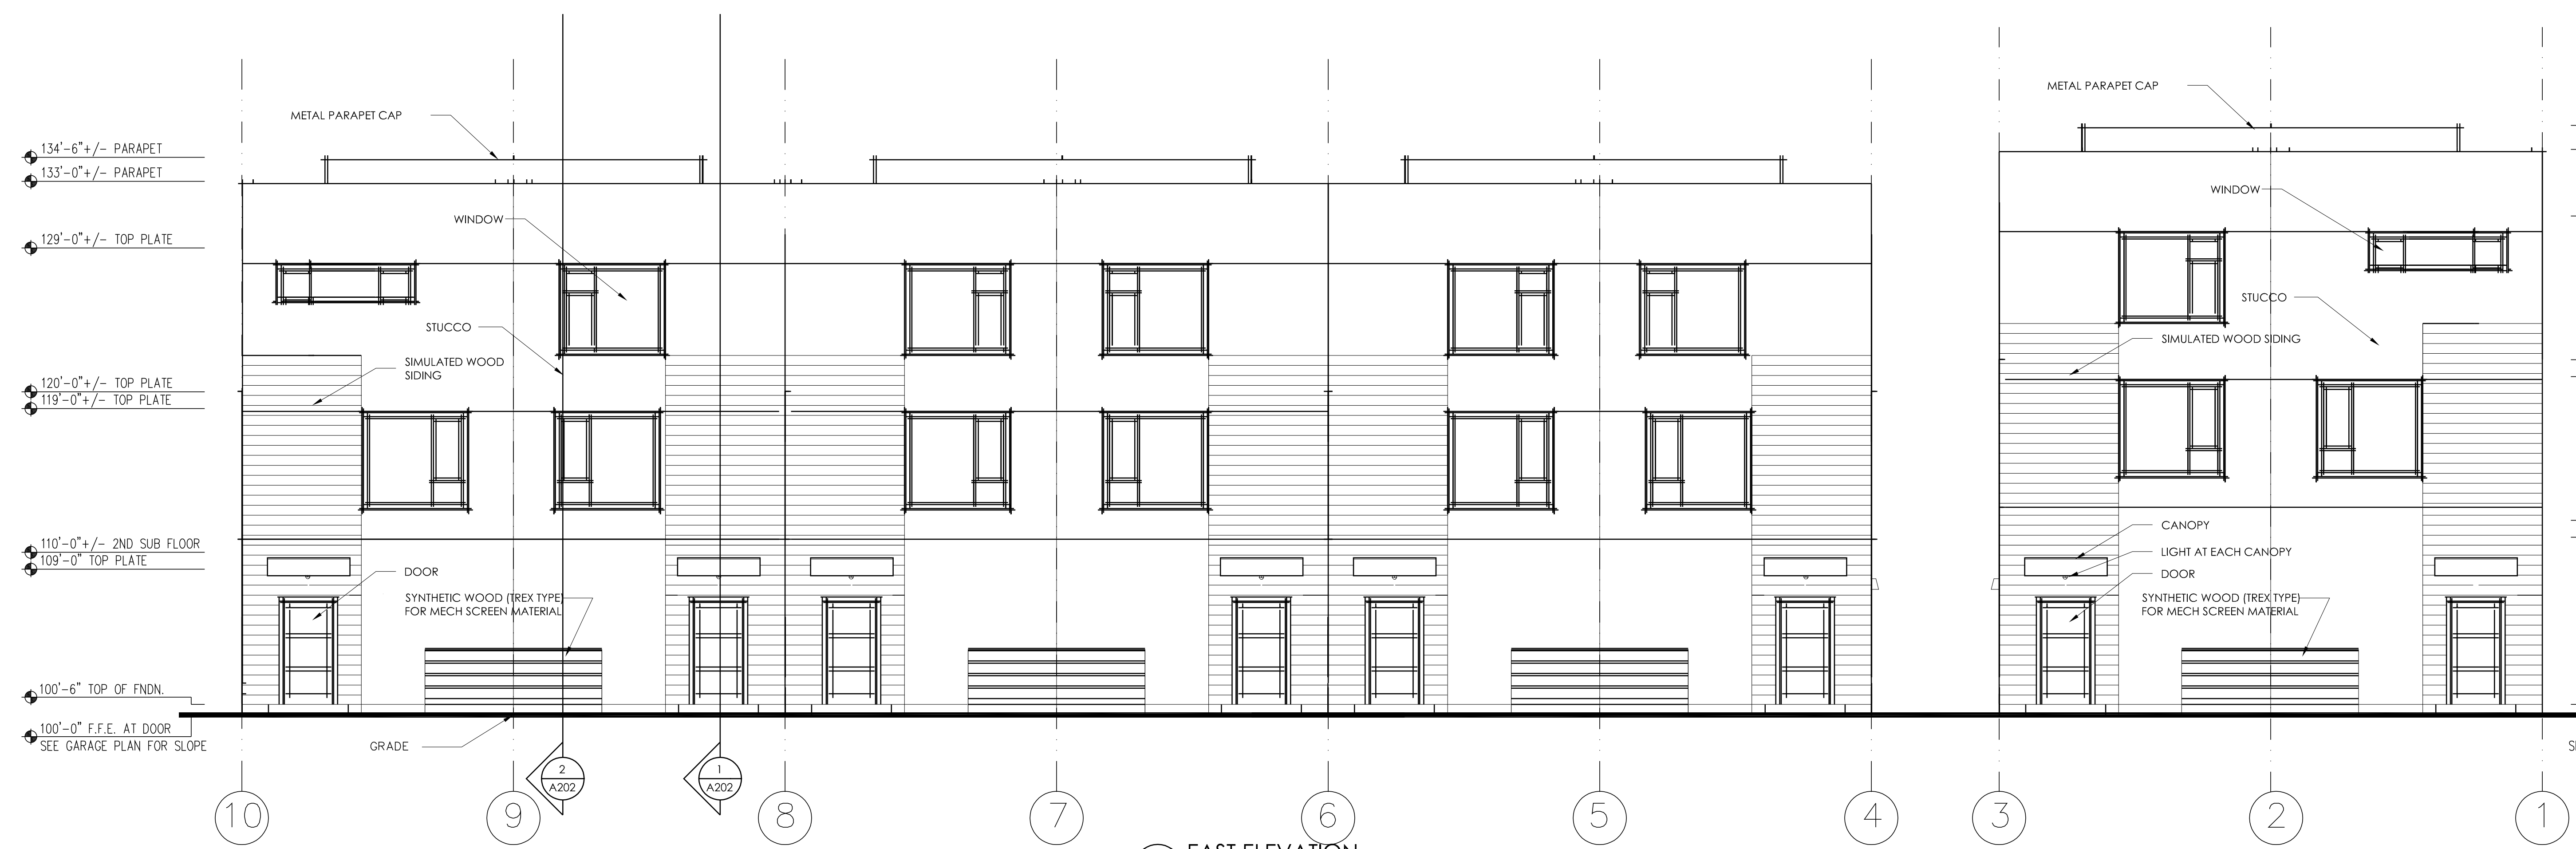 METAL PARAPET CAP
METAL PARAPET CAP
134'-6"+/- PARAPET
133'-0"+/- PARAPET
WINDOW
WINDOW
129'-0"+/- TOP PLATE
STUCCO
STUCCO
SIMULATED WOOD
SIDING
SIMULATED WOOD SIDING
120'-0"+/- TOP PLATE
119'-0"+/- TOP PLATE
110'-0"+/- 2ND SUB FLOOR
109'-0" TOP PLATE
CANOPY
LIGHT AT EACH CANOPY
DOOR
DOOR
SYNTHETIC WOOD (TREX TYPE)
FOR MECH SCREEN MATERIAL
SYNTHETIC WOOD (TREX TYPE)
FOR MECH SCREEN MATERIAL
100'-6" TOP OF FNDN.
100'-0" F.F.E. AT DOOR
SEE GARAGE PLAN FOR SLOPE
GRADE
2
A202
1
A202
10
9
8
7
6
5
4
3
2
1
EAST ELEVATION